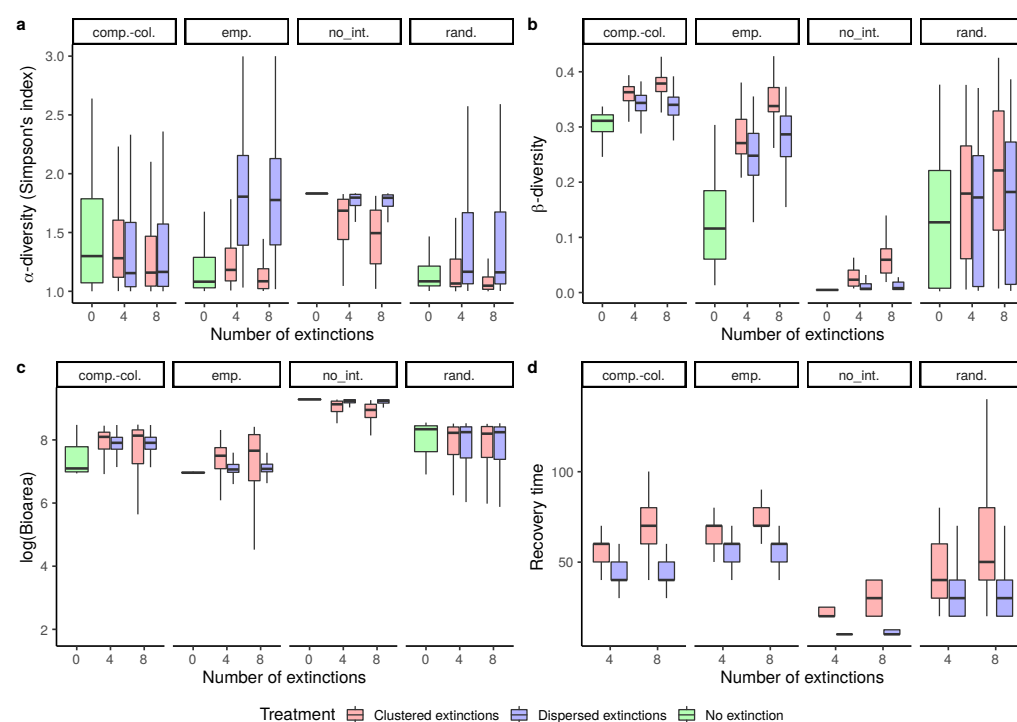 a
comp.-col. emp. no_int. rand.
α-diversity (Simpson's index)
3.0
2.5
2.0
1.5
1.0
0 4 8 0 4 8 0 4 8 0 4 8
Number of extinctions
b
comp.-col. emp. no_int. rand.
β-diversity
0.4
0.3
0.2
0.1
0.0
0 4 8 0 4 8 0 4 8 0 4 8
Number of extinctions
c
comp.-col. emp. no_int. rand.
log(Bioarea)
8
6
4
2
0 4 8 0 4 8 0 4 8 0 4 8
Number of extinctions
d
comp.-col. emp. no_int. rand.
Recovery time
100
50
4 8 4 8 4 8 4 8
Number of extinctions
Treatment Clustered extinctions Dispersed extinctions No extinction